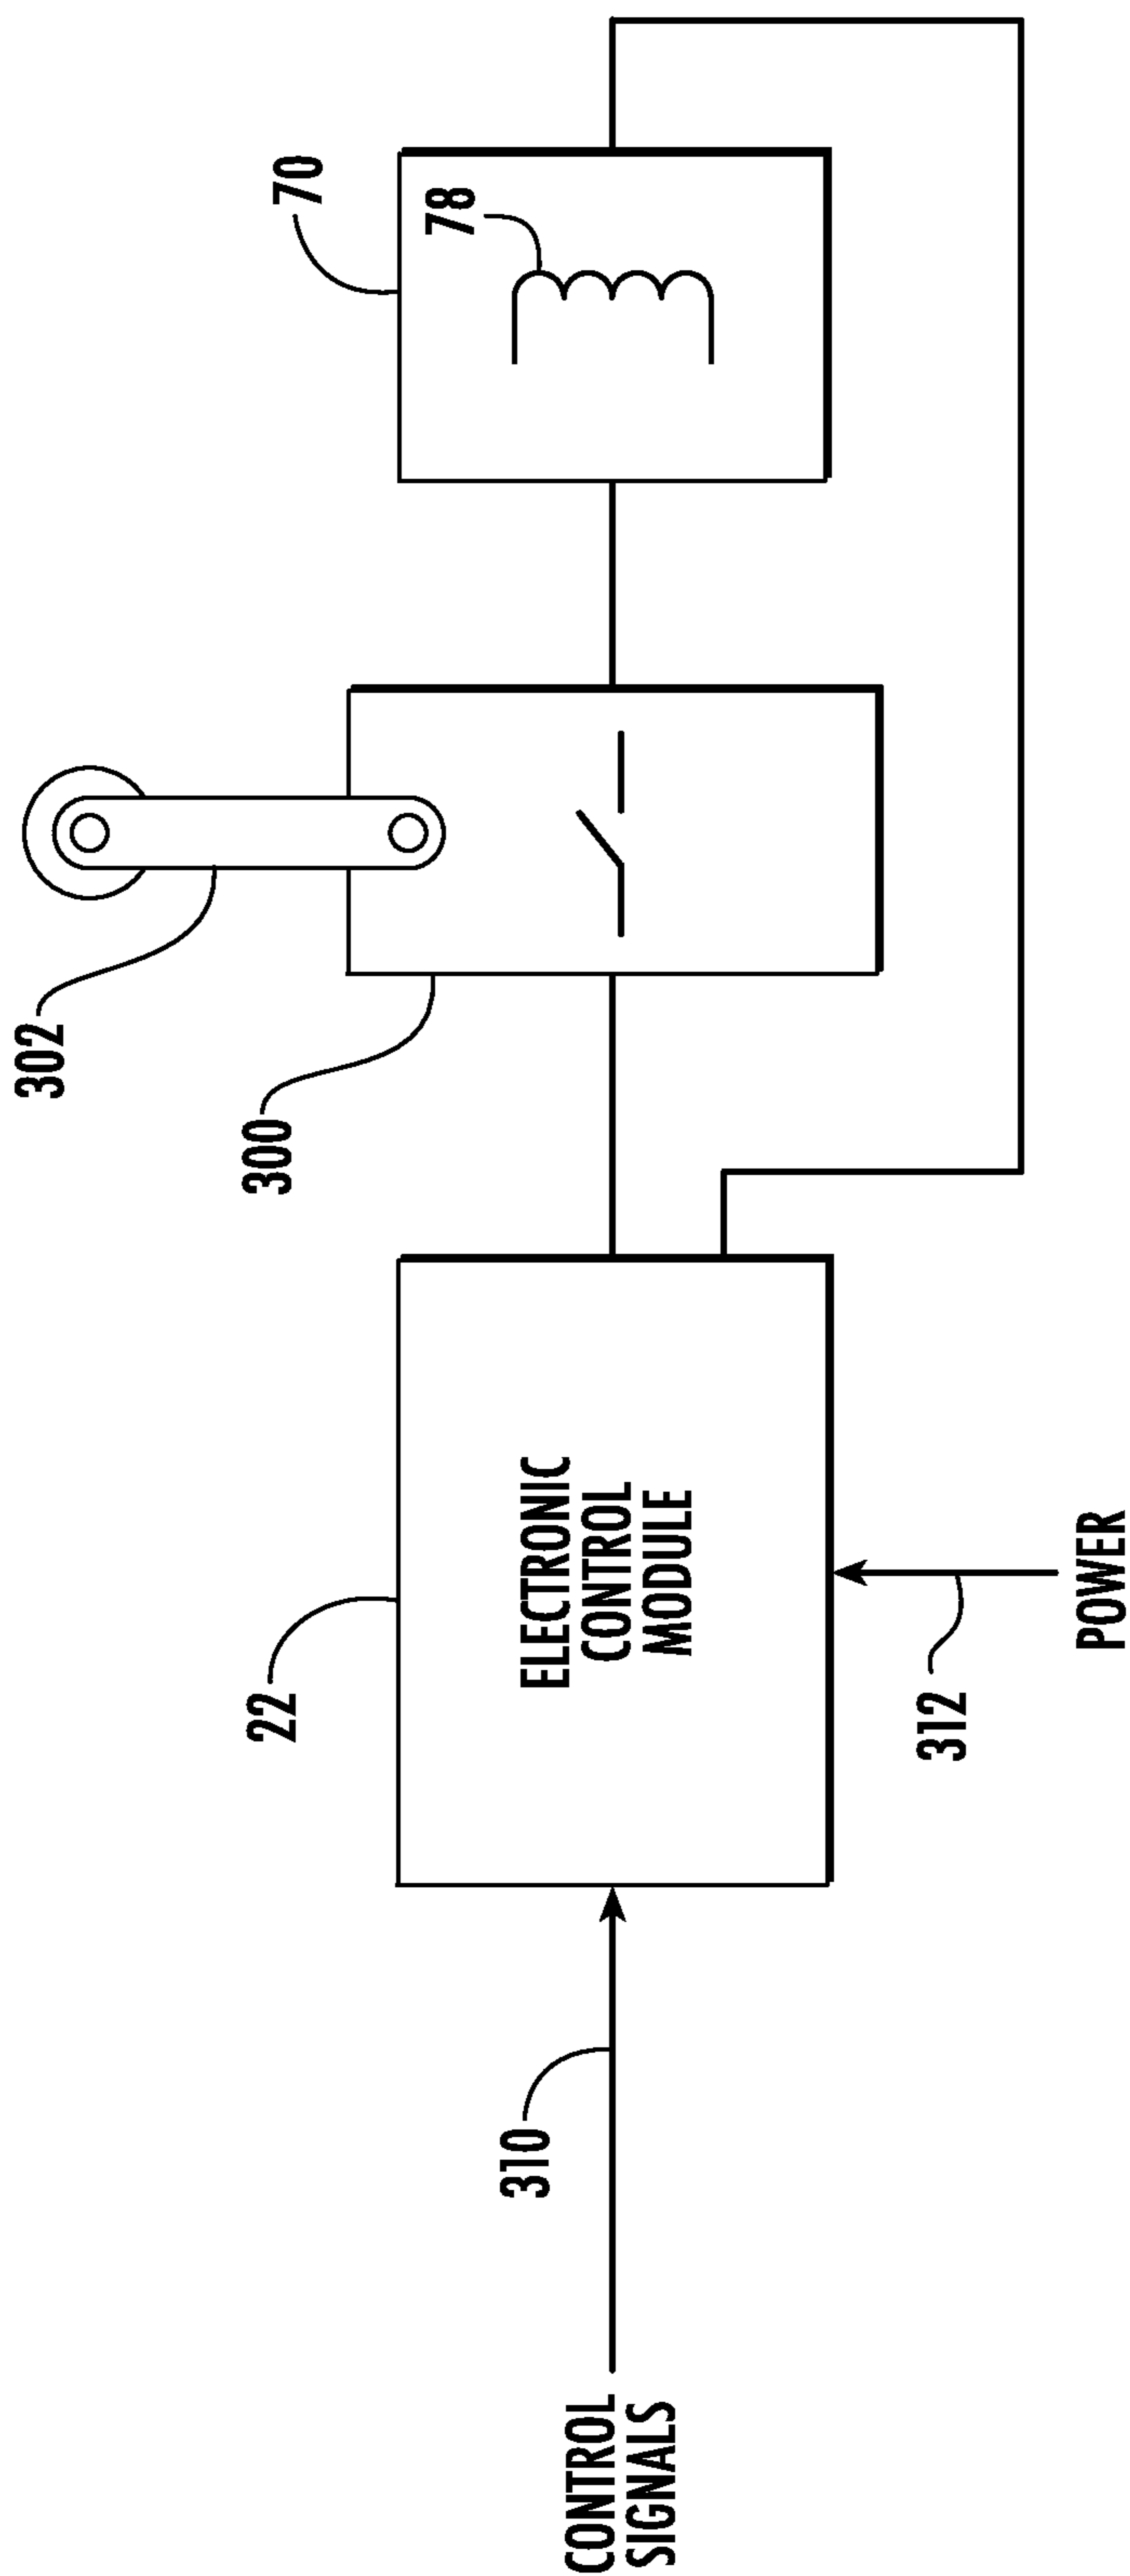 302
300
70
78
22
ELECTRONIC
CONTROL
MODULE
310
CONTROL
SIGNALS
312
POWER